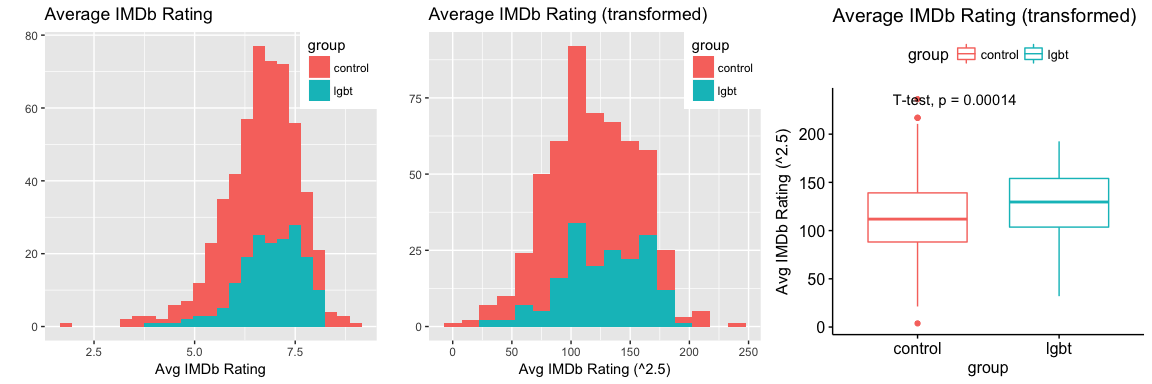 Average IMDb Rating
80
60
40
20
0
2.5
5.0
7.5
Avg IMDb Rating
group
control
lgbt
Average IMDb Rating (transformed)
75
50
25
0
0
50
100
150
200
250
Avg IMDb Rating (^2.5)
group
control
lgbt
Average IMDb Rating (transformed)
group control lgbt
T-test, p = 0.00014
Avg IMDb Rating (^2.5)
200
150
100
50
0
control
lgbt
group